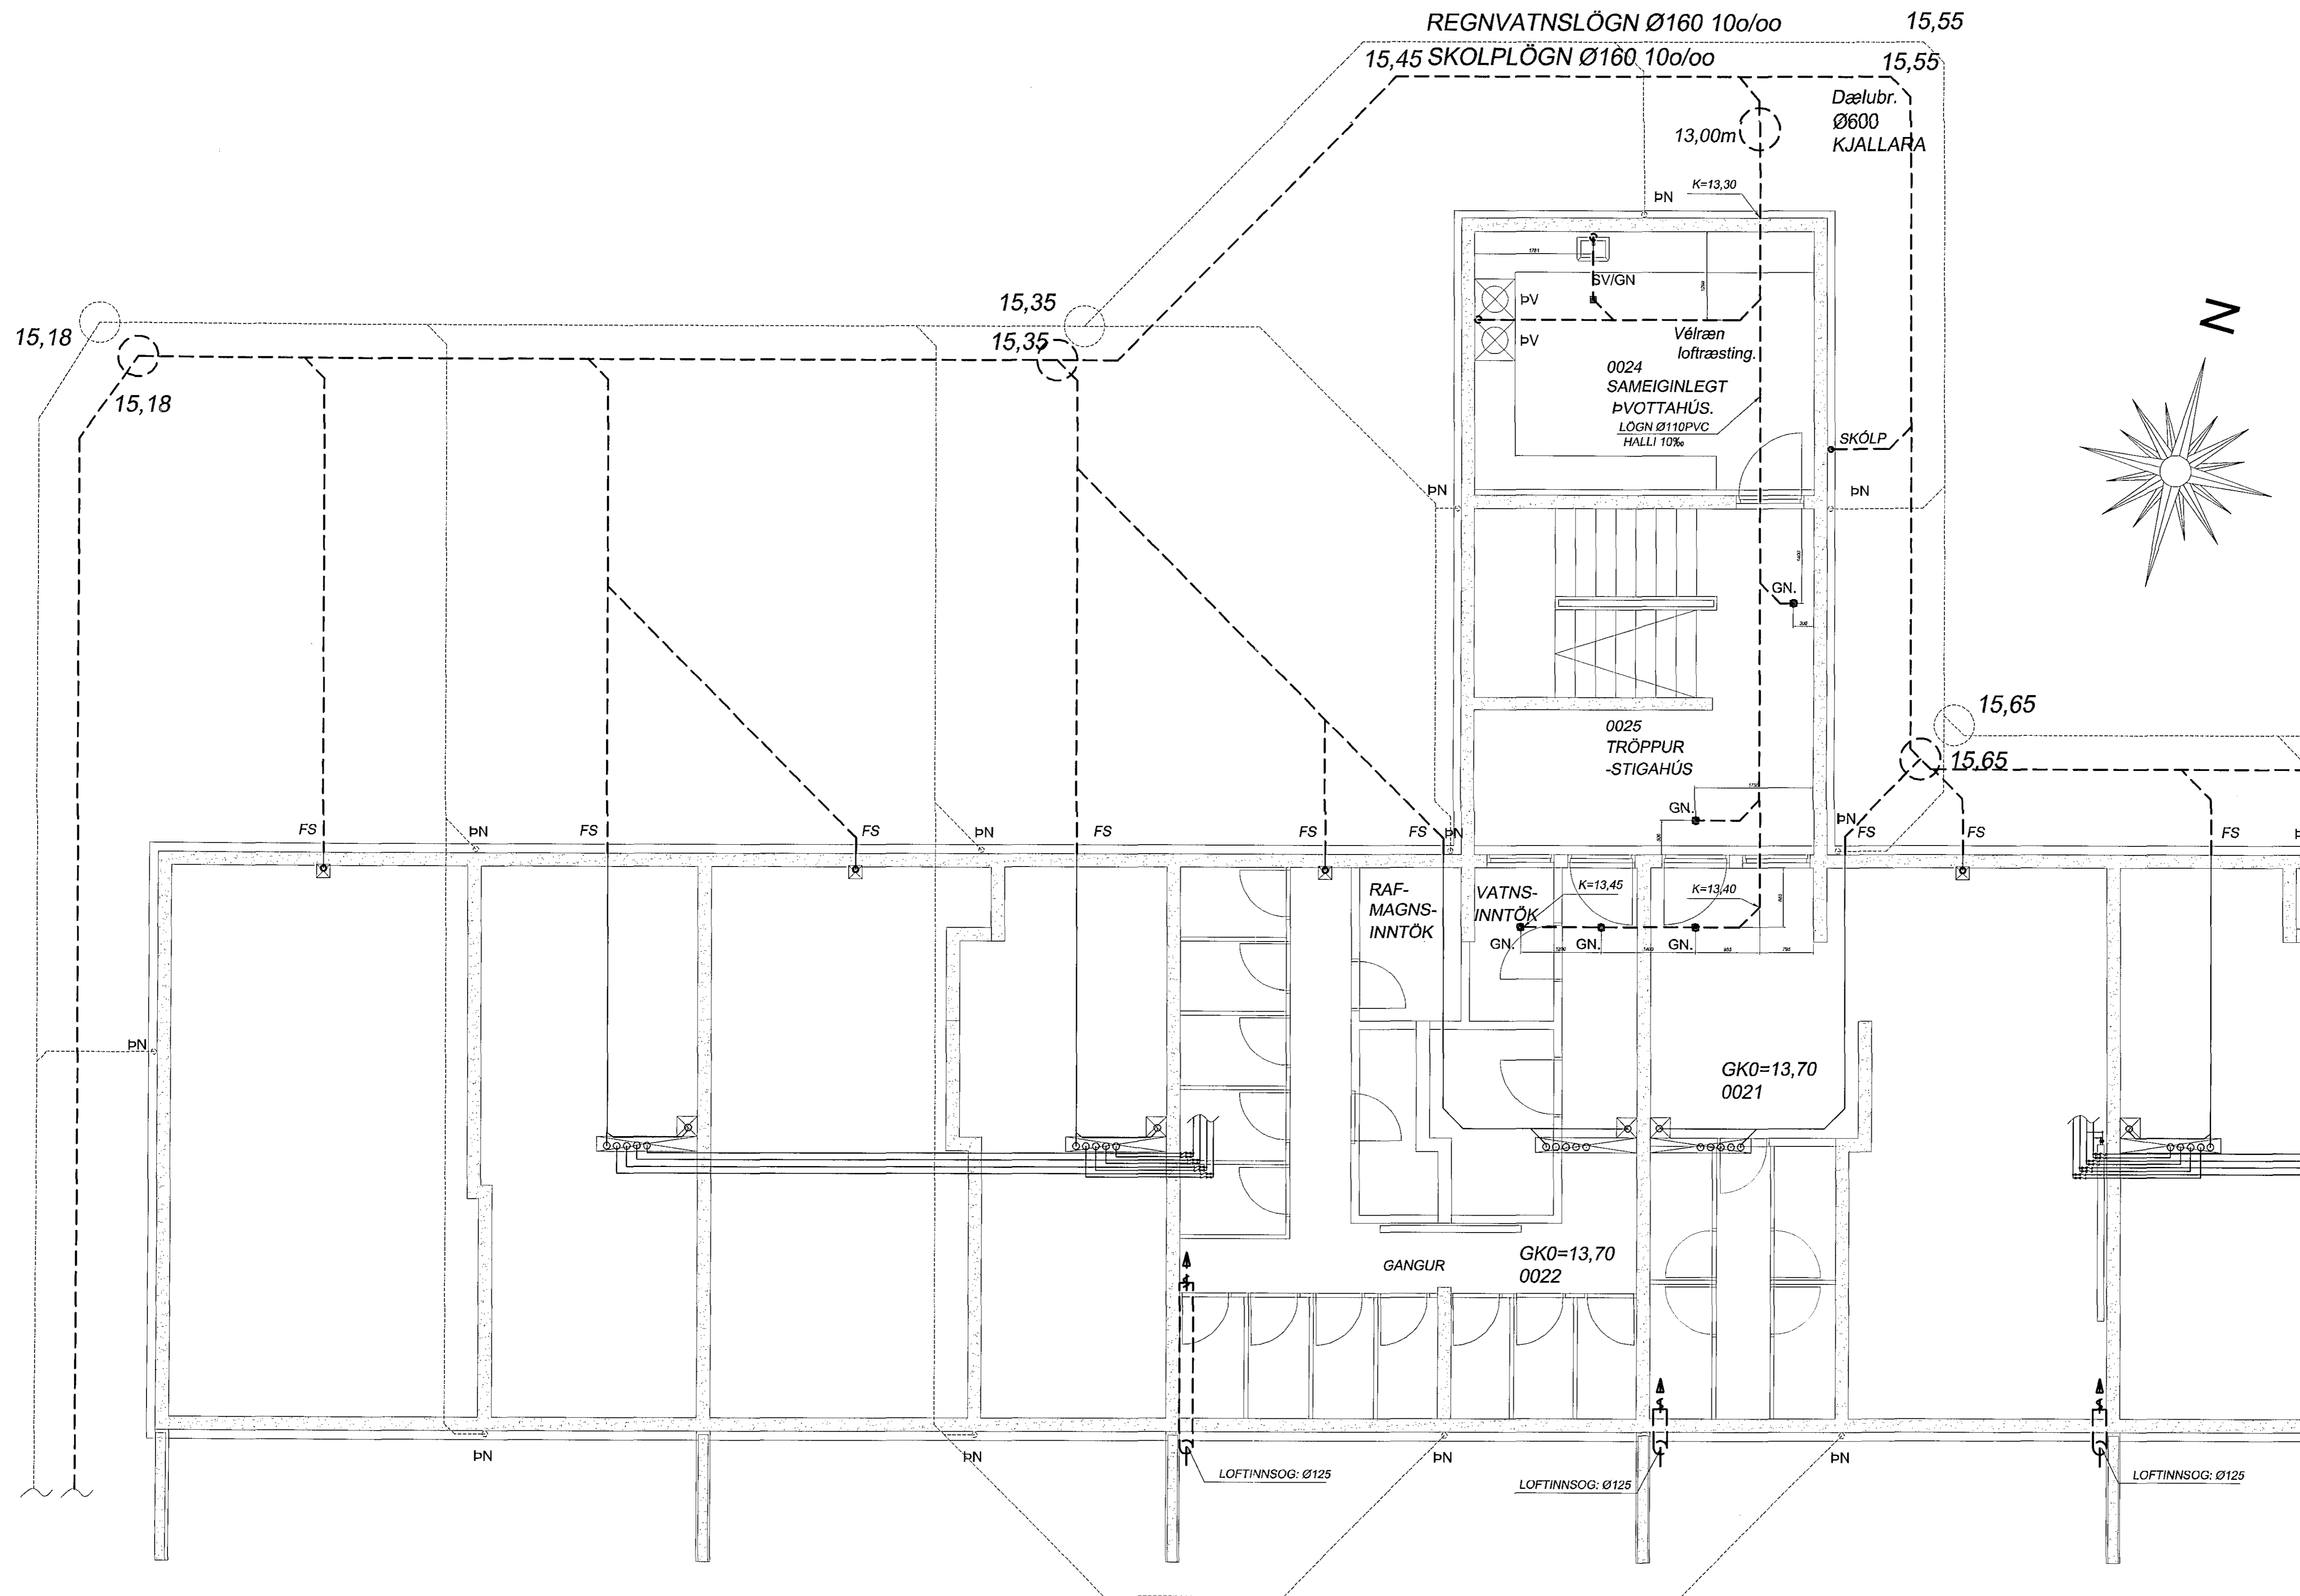 REGNVATNSLÖGN Ø160 10o/oo
15,55
15,45 SKOLPLÖGN Ø160 10o/oo
15,55
Dælubr.
Ø600
KJALLARA
13,00m
K=13,30
ÞN
1781
SV/GN
ÞV
ÞV
Vélræn
loftræsting.
0024
SAMEIGINLEGT
ÞVOTTAHÚS.
LÖGN Ø110PVC
HALLI 10‰
SKÓLP
N
15,35
15,35
15,18
15,18
ÞN
ÞN
1400
GN.
300
0025
TRÖPPUR
-STIGAHÚS
15,65
15,65
GN.
FS
ÞN
FS
FS
ÞN
FS
FS
FS
ÞN
ÞN
FS
FS
FS
RAF-
MAGNS-
INNTÖK
VATNS-
INNTÖK
K=13,45
K=13,40
GN.
GN.
GN.
ÞN
GK0=13,70
0021
GK0=13,70
0022
GANGUR
ÞN
ÞN
ÞN
ÞN
LOFTINNSOG: Ø125
LOFTINNSOG: Ø125
LOFTINNSOG: Ø125